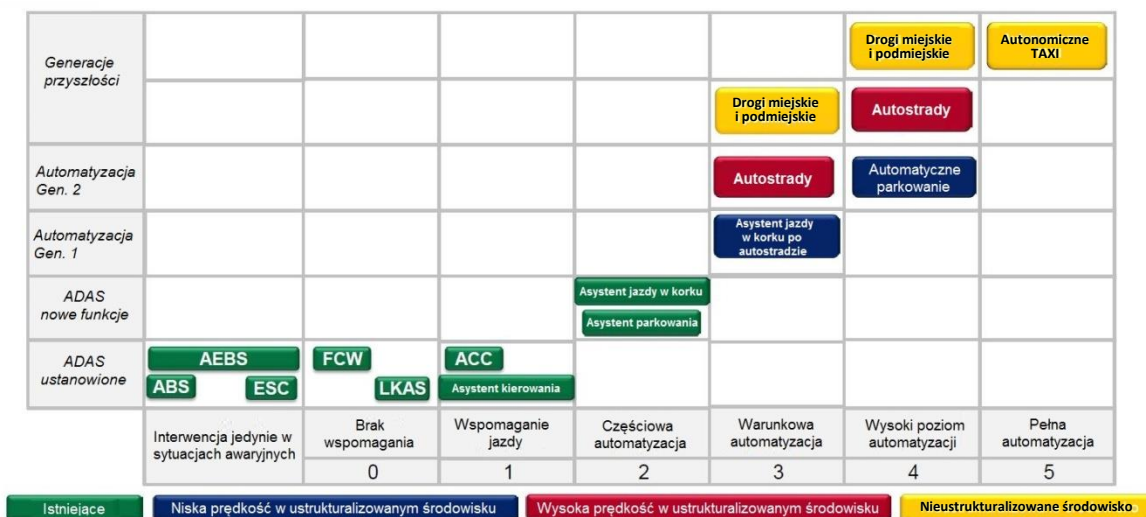 Generacje
przyszłości
Drogi miejskie
i podmiejskie
Autonomiczne
TAXI
Drogi miejskie
i podmiejskie
Autostrady
Automatyzacja
Gen. 2
Autostrady
Automatyczne
parkowanie
Automatyzacja
Gen. 1
Asystent jazdy
w korku po
autostradzie
ADAS
nowe funkcje
Asystent jazdy w korku
Asystent parkowania
ADAS
ustanowione
AEBS
FCW
ACC
ABS
ESC
LKAS
Asystent kierowania
Interwencja jedynie w
sytuacjach awaryjnych
Brak
wspomagania
Wspomaganie
jazdy
Częściowa
automatyzacja
Warunkowa
automatyzacja
Wysoki poziom
automatyzacji
Pełna
automatyzacja
0
1
2
3
4
5
Istniejące
Niska prędkość w ustrukturalizowanym środowisku
Wysoka prędkość w ustrukturalizowanym środowisku
Nieustrukturalizowane środowisko